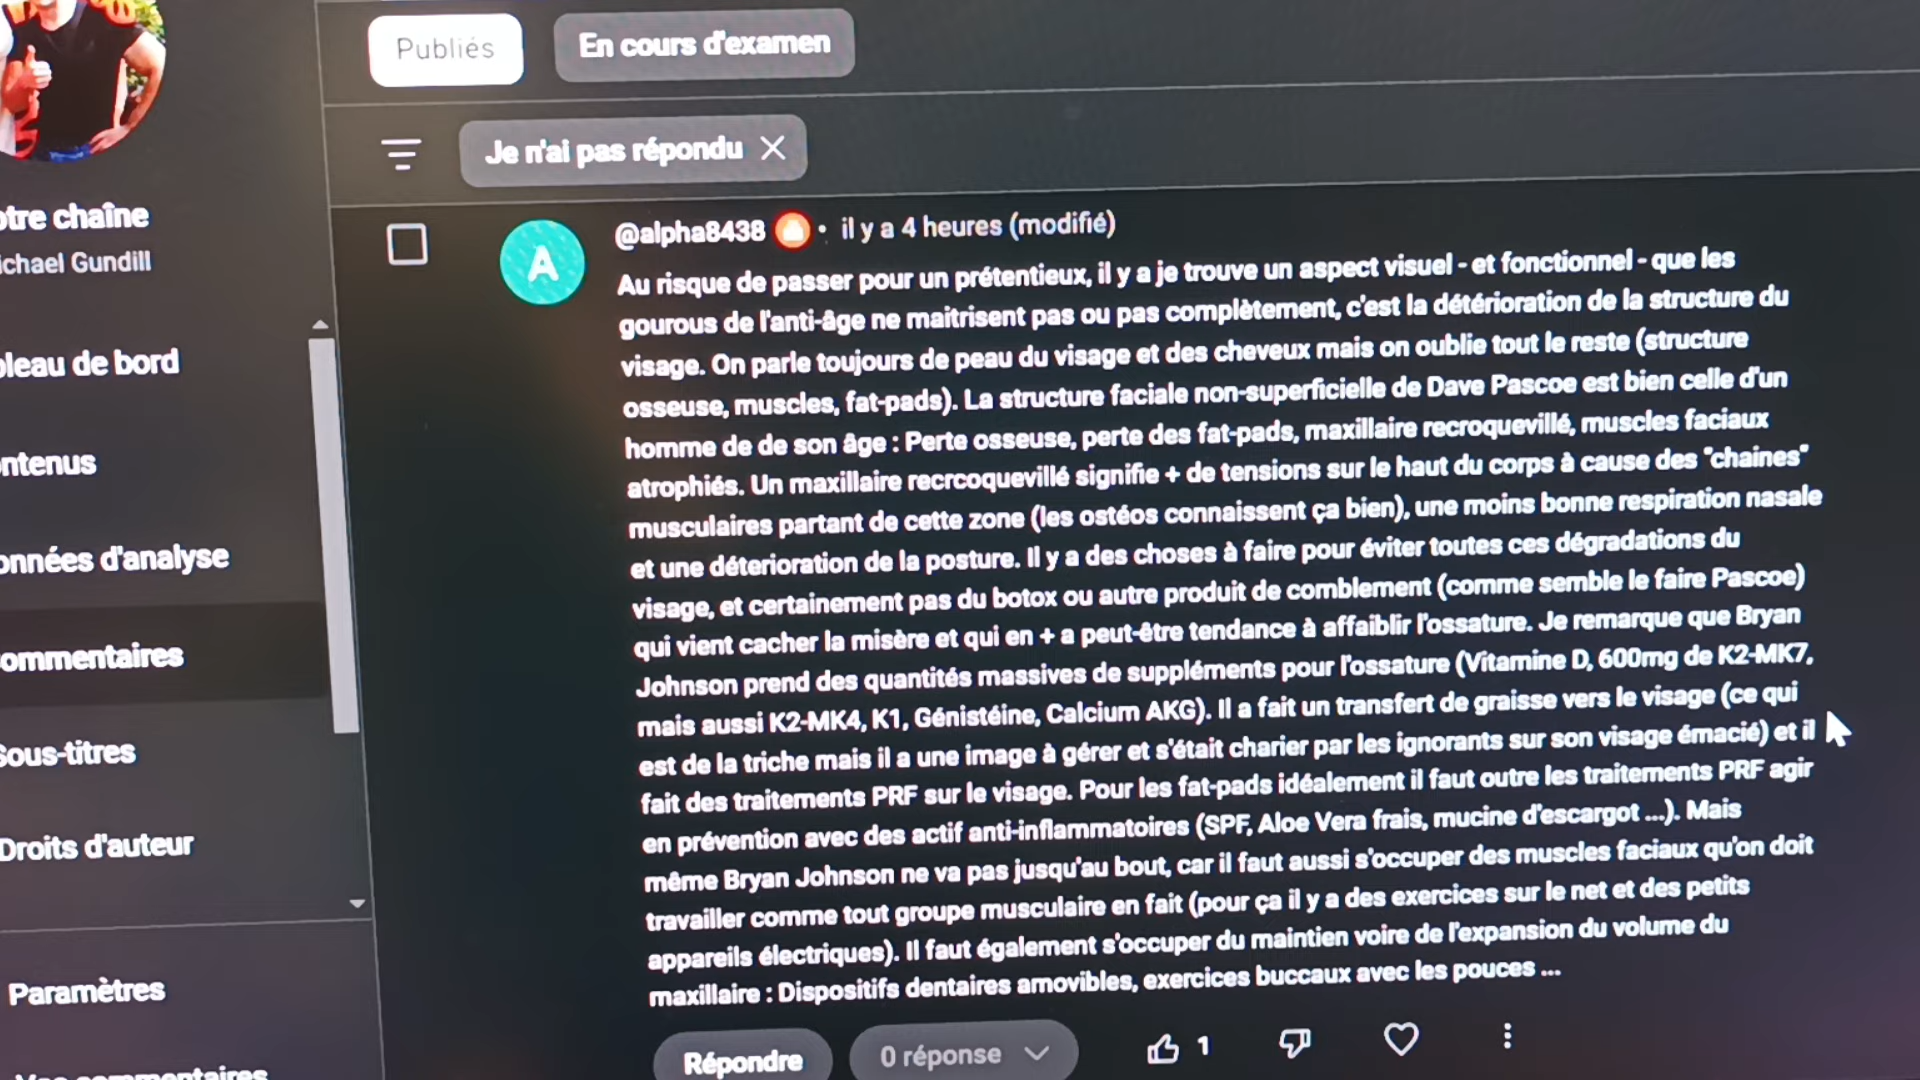 Publiés
En cours d'examen
Je n'ai pas répondu
otre chaîne
ichael Gundill
bleau de bord
ntenus
onnées d'analyse
ommentaires
Sous-titres
Droits d'auteur
Paramètres
commentaires
A
@alpha8438 • il y a 4 heures (modifié)
Au risque de passer pour un prétentieux, il y a je trouve un aspect visuel - et fonctionnel - que les
gourous de l'anti-âge ne maitrisent pas ou pas complètement, c'est la détérioration de la structure du
visage. On parle toujours de peau du visage et des cheveux mais on oublie tout le reste (structure
osseuse, muscles, fat-pads). La structure faciale non-superficielle de Dave Pascoe est bien celle d'un
homme de de son âge : Perte osseuse, perte des fat-pads, maxillaire recroquevillé, muscles faciaux
atrophiés. Un maxillaire recrcoquevillé signifie + de tensions sur le haut du corps à cause des "chaines"
musculaires partant de cette zone (les ostéos connaissent ça bien), une moins bonne respiration nasale
et une déterioration de la posture. Il y a des choses à faire pour éviter toutes ces dégradations du
visage, et certainement pas du botox ou autre produit de comblement (comme semble le faire Pascoe)
qui vient cacher la misère et qui en + a peut-être tendance à affaiblir l'ossature. Je remarque que Bryan
Johnson prend des quantités massives de suppléments pour l'ossature (Vitamine D, 600mg de K2-MK7,
mais aussi K2-MK4, K1, Génistéine, Calcium AKG). Il a fait un transfert de graisse vers le visage (ce qui
est de la triche mais il a une image à gérer et s'était charier par les ignorants sur son visage émacié) et il
fait des traitements PRF sur le visage. Pour les fat-pads idéalement il faut outre les traitements PRF agir
en prévention avec des actif anti-inflammatoires (SPF, Aloe Vera frais, mucine d'escargot ...). Mais
même Bryan Johnson ne va pas jusqu'au bout, car il faut aussi s'occuper des muscles faciaux qu'on doit
travailler comme tout groupe musculaire en fait (pour ça il y a des exercices sur le net et des petits
appareils électriques). Il faut également s'occuper du maintien voire de l'expansion du volume du
maxillaire : Dispositifs dentaires amovibles, exercices buccaux avec les pouces ...
Répondre
0 réponse
1